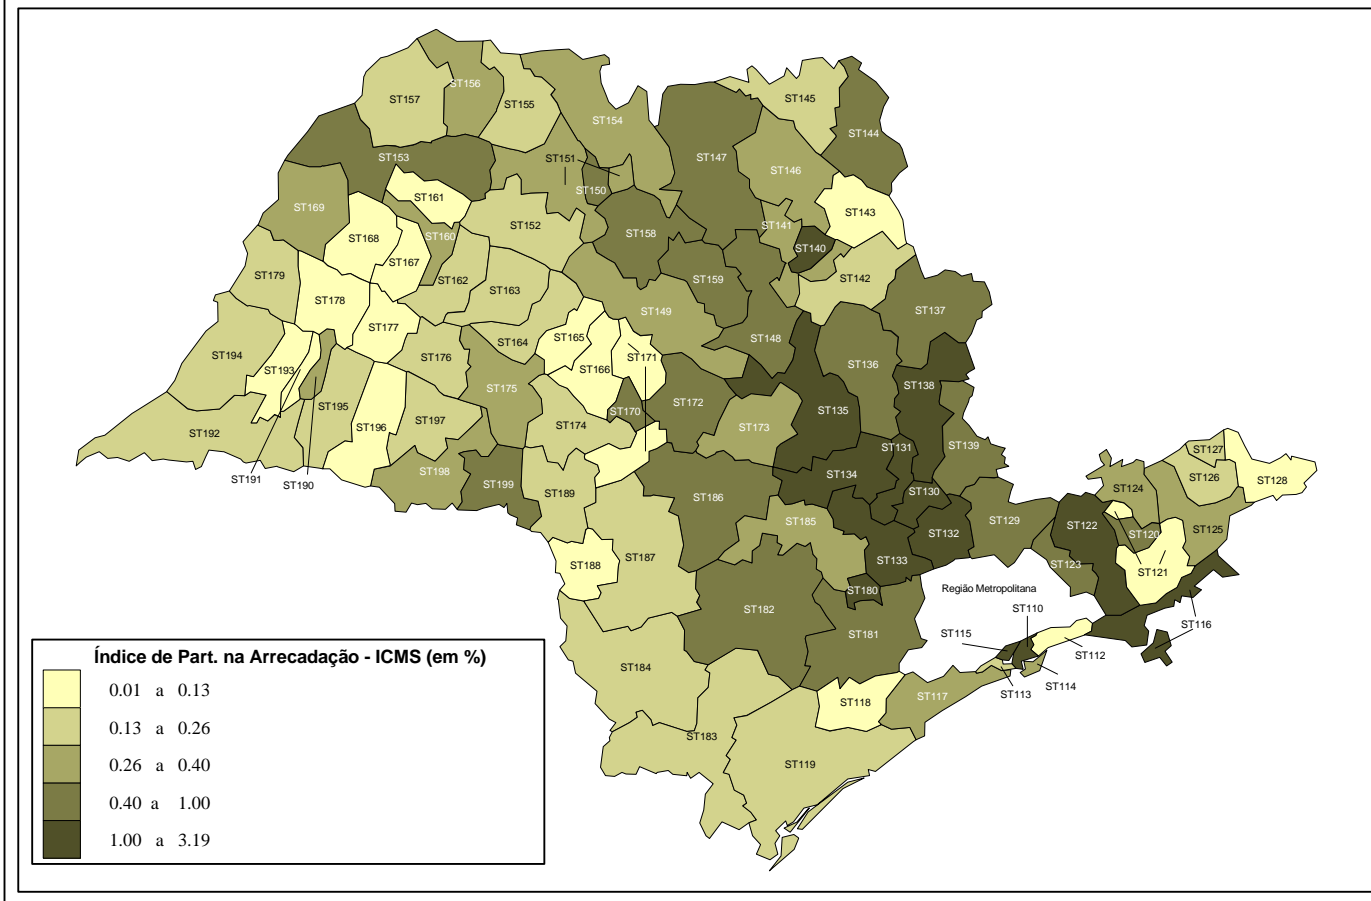 ST156
ST157
ST155
ST145
ST154
ST144
ST153
ST151
ST147
ST146
ST150
ST161
ST169
ST143
ST152
ST141
ST168
ST160
ST158
ST140
ST167
ST179
ST162
ST159
ST142
ST163
ST178
ST149
ST137
ST177
ST148
ST164
ST165
ST194
ST176
ST171
ST136
ST193
ST166
ST138
ST175
ST172
ST170
ST135
ST195
ST197
ST174
ST173
ST196
ST192
ST131
ST139
ST127
ST198
ST134
ST126
ST128
ST191
ST190
ST199
ST189
ST186
ST130
ST124
ST185
ST129
ST122
ST125
ST132
ST120
ST187
ST188
ST133
ST123
ST121
ST180
Região Metropolitana
ST182
ST110
ST116
ST181
ST115
ST112
Índice de Part. na Arrecadação - ICMS (em %)
ST184
ST114
ST113
0.01 a 0.13
ST118
ST117
0.13 a 0.26
ST183
0.26 a 0.40
ST119
0.40 a 1.00
1.00 a 3.19